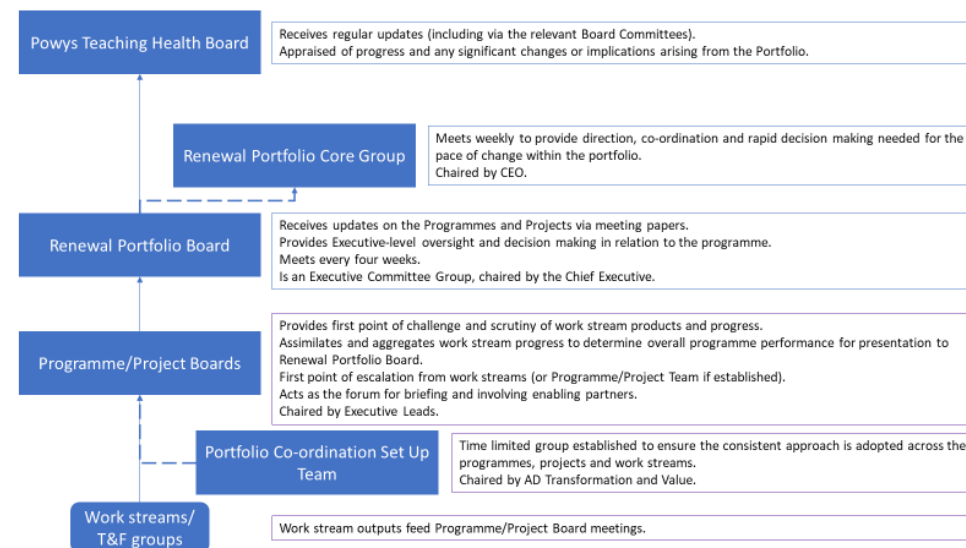 Powys Teaching Health Board
Receives regular updates (including via the relevant Board Committees).
Appraised of progress and any significant changes or implications arising from the Portfolio.
Renewal Portfolio Core Group
Meets weekly to provide direction, co-ordination and rapid decision making needed for the
pace of change within the portfolio.
Chaired by CEO.
Renewal Portfolio Board
Receives updates on the Programmes and Projects via meeting papers.
Provides Executive-level oversight and decision making in relation to the programme.
Meets every four weeks.
Is an Executive Committee Group, chaired by the Chief Executive.
Programme/Project Boards
Provides first point of challenge and scrutiny of work stream products and progress.
Assimilates and aggregates work stream progress to determine overall programme performance for presentation to
Renewal Portfolio Board.
First point of escalation from work streams (or Programme/Project Team if established).
Acts as the forum for briefing and involving enabling partners.
Chaired by Executive Leads.
Portfolio Co-ordination Set Up
Team
Time limited group established to ensure the consistent approach is adopted across the
programmes, projects and work streams.
Chaired by AD Transformation and Value.
Work streams/
T&F groups
Work stream outputs feed Programme/Project Board meetings.